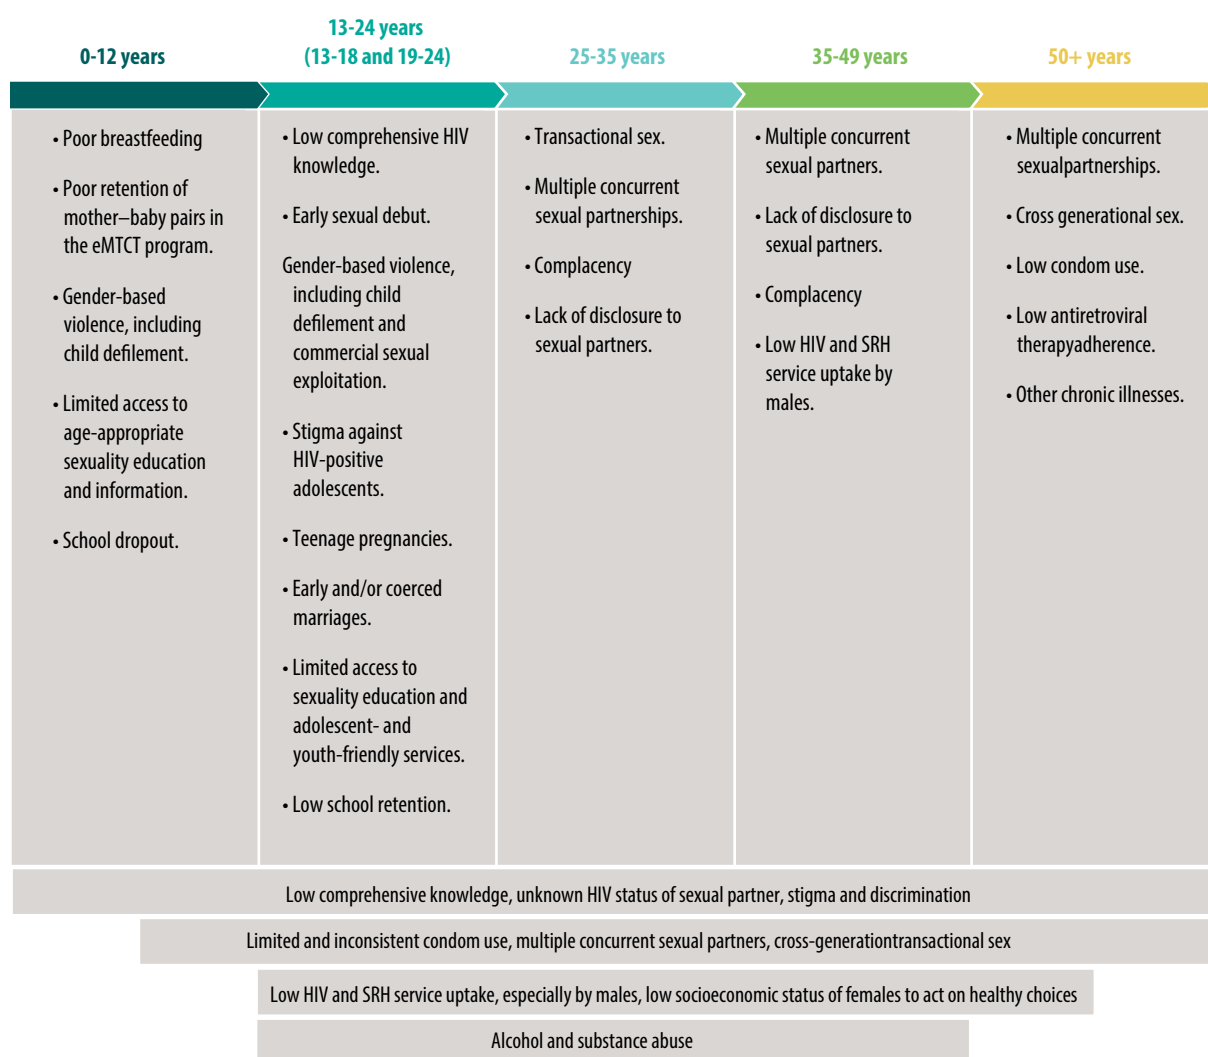 0-12 years
13-24 years
(13-18 and 19-24)
25-35 years
35-49 years
50+ years
• Poor breastfeeding
• Poor retention of
mother–baby pairs in
the eMTCT program.
• Gender-based
violence, including
child defilement.
• Limited access to
age-appropriate
sexuality education
and information.
• School dropout.
• Low comprehensive HIV
knowledge.
• Early sexual debut.
Gender-based violence,
including child
defilement and
commercial sexual
exploitation.
• Stigma against
HIV-positive
adolescents.
• Teenage pregnancies.
• Early and/or coerced
marriages.
• Limited access to
sexuality education and
adolescent- and
youth-friendly services.
• Low school retention.
• Transactional sex.
• Multiple concurrent
sexual partnerships.
• Complacency
• Lack of disclosure to
sexual partners.
• Multiple concurrent
sexual partners.
• Lack of disclosure to
sexual partners.
• Complacency
• Low HIV and SRH
service uptake by
males.
• Multiple concurrent
sexualpartnerships.
• Cross generational sex.
• Low condom use.
• Low antiretroviral
therapyadherence.
• Other chronic illnesses.
Low comprehensive knowledge, unknown HIV status of sexual partner, stigma and discrimination
Limited and inconsistent condom use, multiple concurrent sexual partners, cross-generationtransactional sex
Low HIV and SRH service uptake, especially by males, low socioeconomic status of females to act on healthy choices
Alcohol and substance abuse